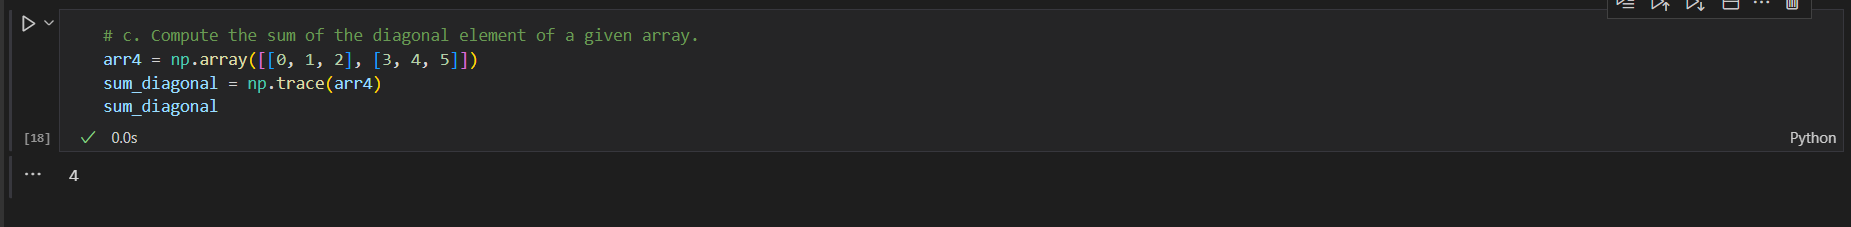 # c. Compute the sum of the diagonal element of a given array.
arr4 = np.array([[0, 1, 2], [3, 4, 5]])
sum_diagonal = np.trace(arr4)
sum_diagonal
[18] 0.0s Python
... 4